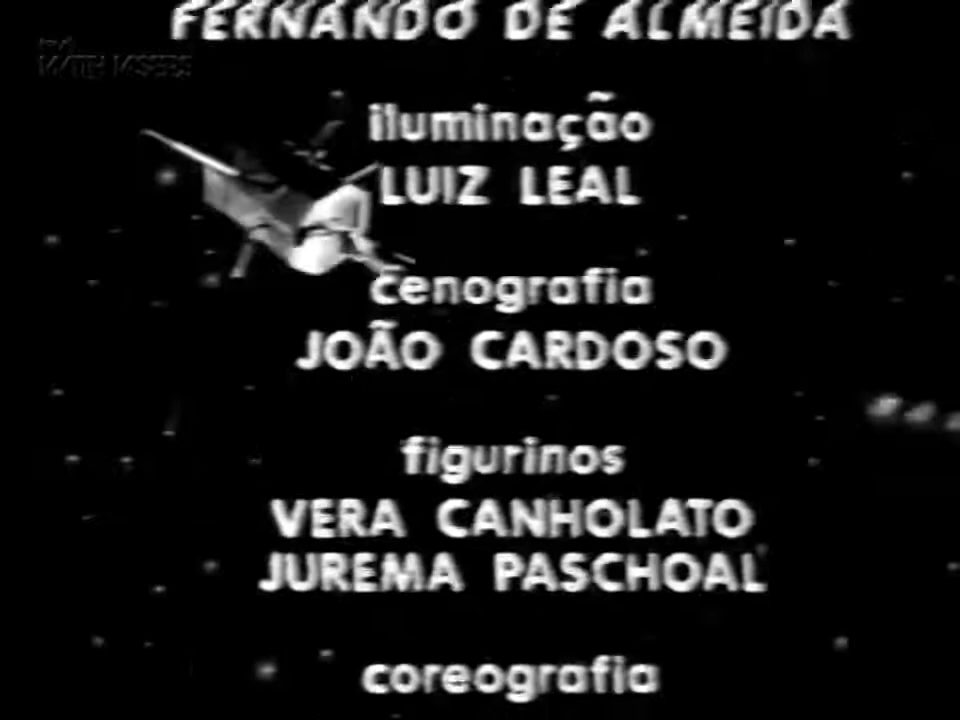 FERNANDO DE ALMEIDA
iluminação
LUIZ LEAL
cenografia
JOÃO CARDOSO
figurinos
VERA CANHOLATO
JUREMA PASCHOAL
coreografia